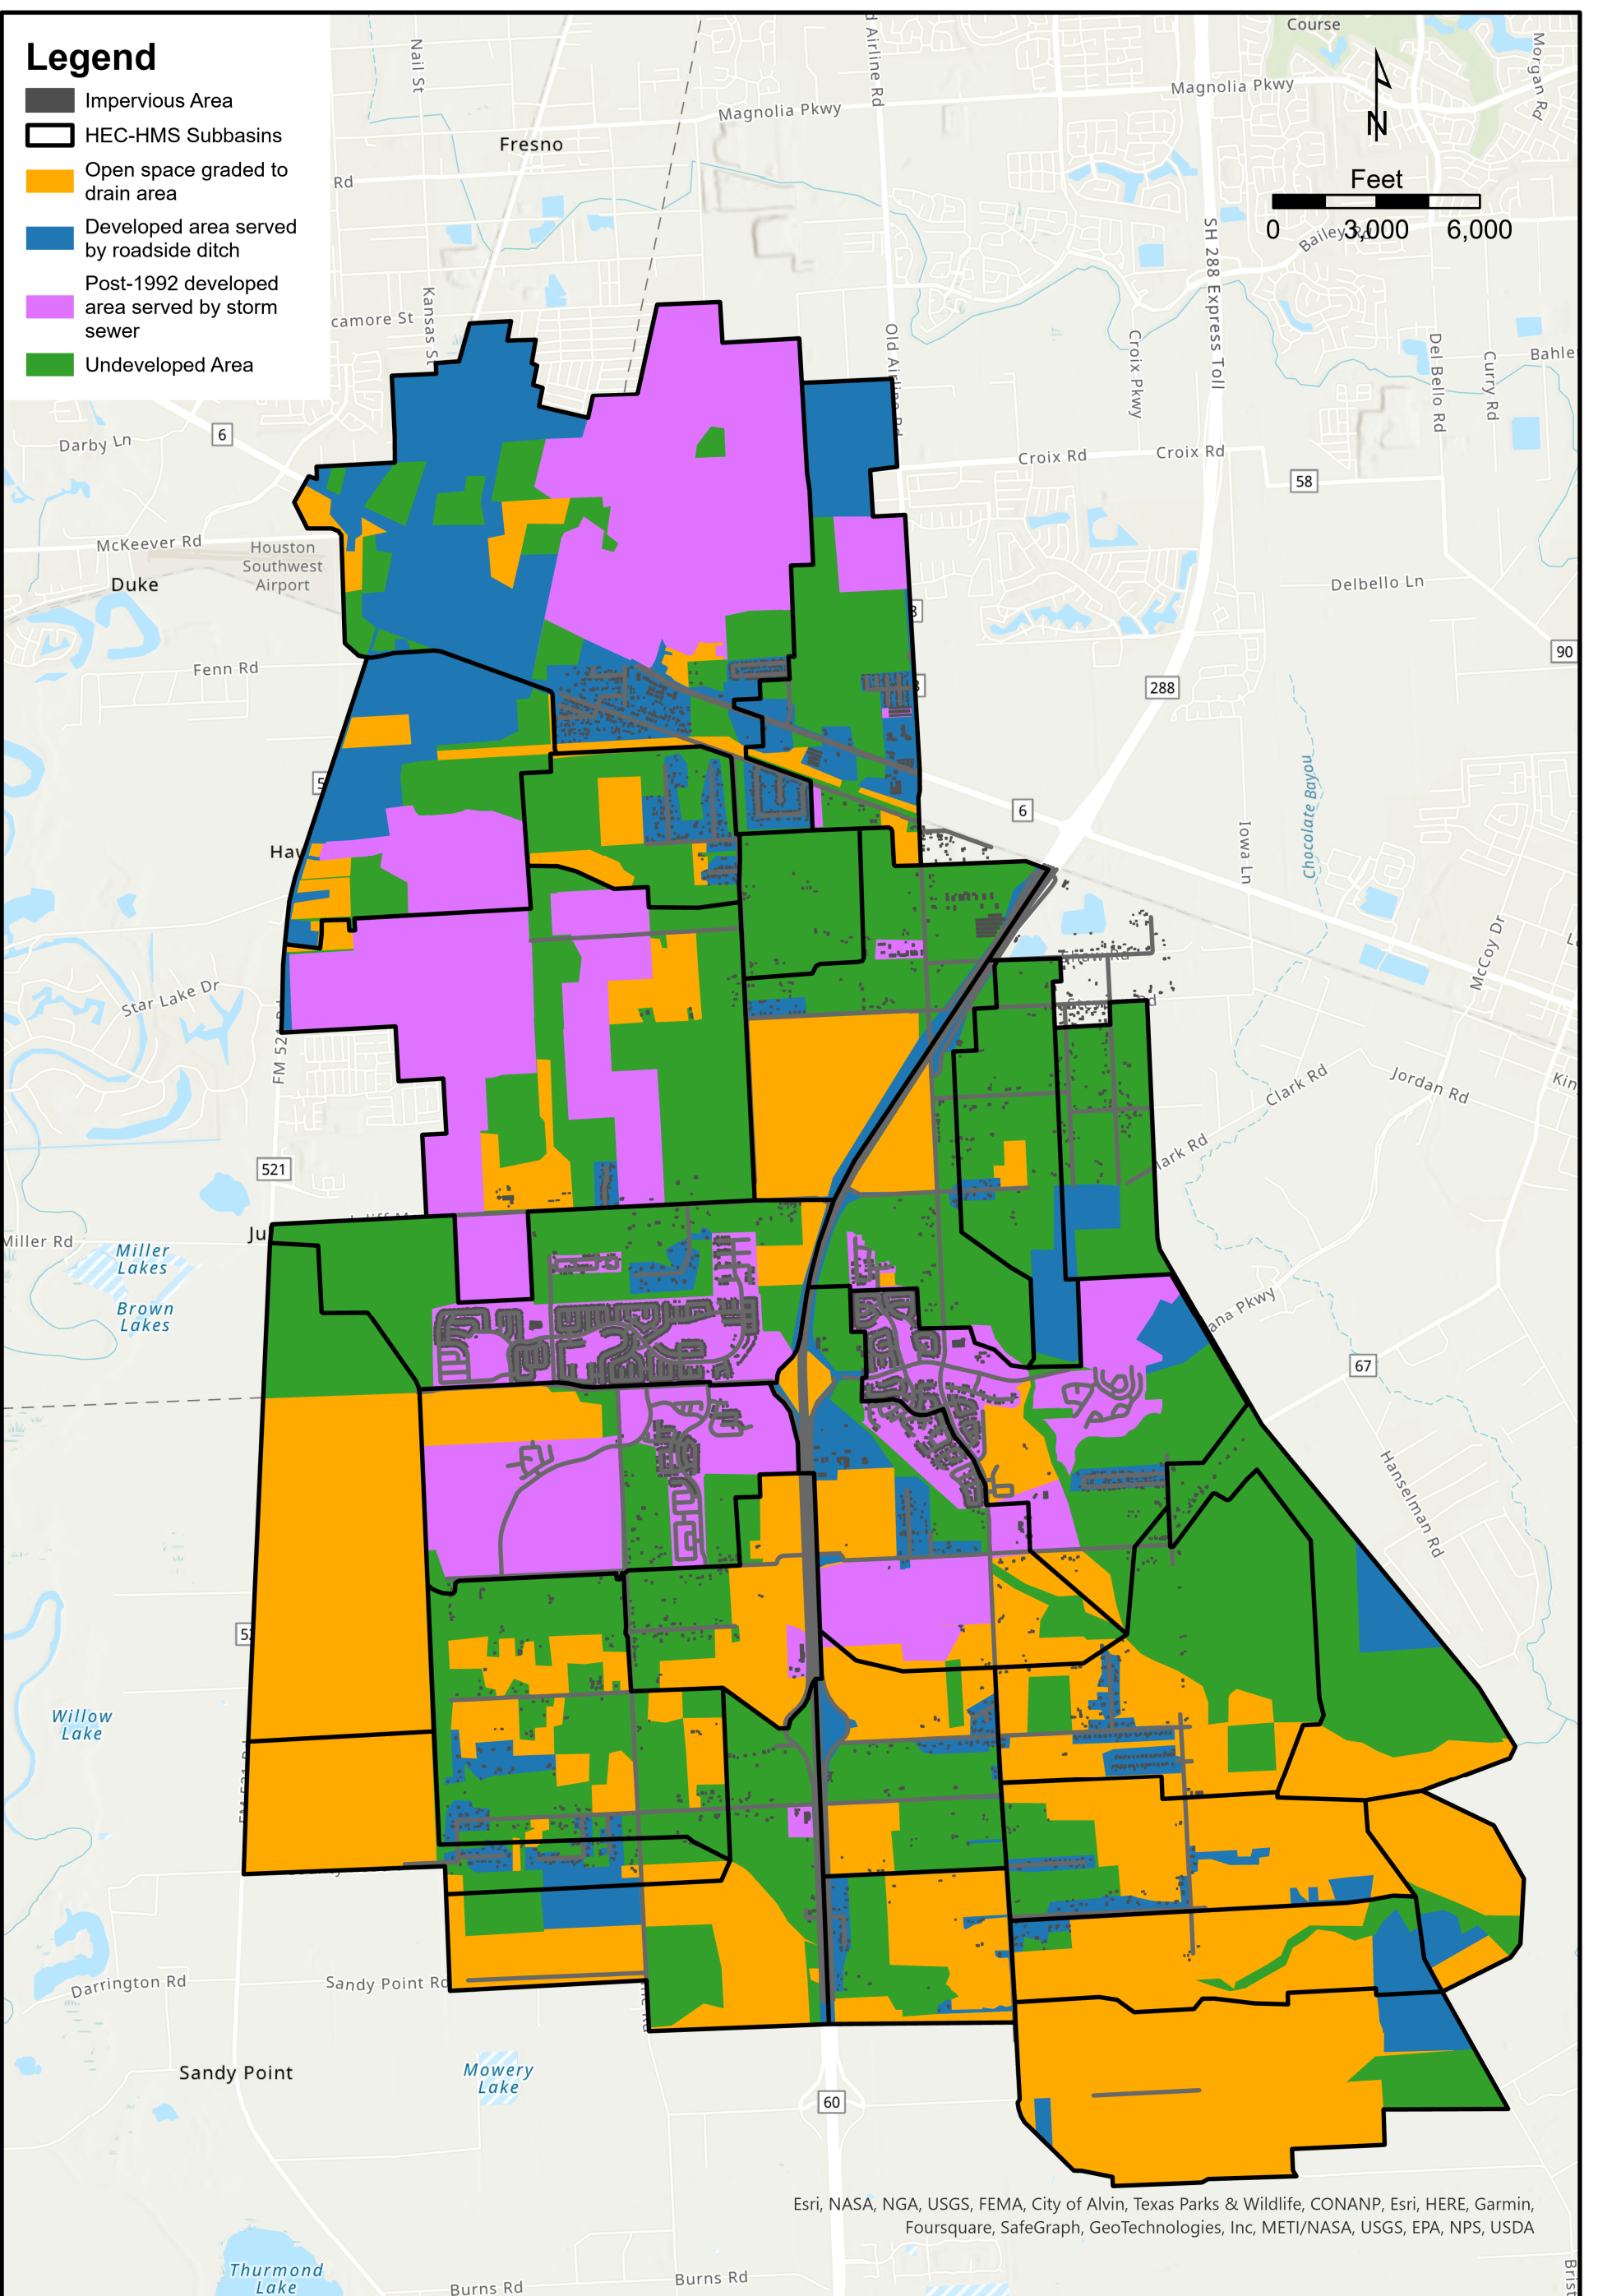 Legend
Impervious Area
HEC-HMS Subbasins
Open space graded to
drain area
Developed area served
by roadside ditch
Post-1992 developed
area served by storm
sewer
Undeveloped Area
N
Feet
0
3,000
6,000
Course
Nail St
Magnolia Pkwy
Magnolia Pkwy
Morgan Rd
Fresno
Rd
Bailey Rd
SH 288 Express Toll
Kansas St
camore St
Croix Pkwy
Del Bello Rd
Curry Rd
Bahle
6
Darby Ln
Croix Rd
Croix Rd
58
McKeever Rd
Houston
Southwest
Airport
Duke
Delbello Ln
90
Fenn Rd
288
6
Iowa Ln
Chocolate Bayou
McCoy Dr
Star Lake Dr
Clark Rd
Jordan Rd
521
Miller Rd
Miller
Lakes
Brown
Lakes
67
Hanselman Rd
Willow
Lake
Darrington Rd
Sandy Point Rd
Sandy Point
Mowery
Lake
60
Esri, NASA, NGA, USGS, FEMA, City of Alvin, Texas Parks & Wildlife, CONANP, Esri, HERE, Garmin,
Foursquare, SafeGraph, GeoTechnologies, Inc, METI/NASA, USGS, EPA, NPS, USDA
Thurmond
Lake
Burns Rd
Burns Rd